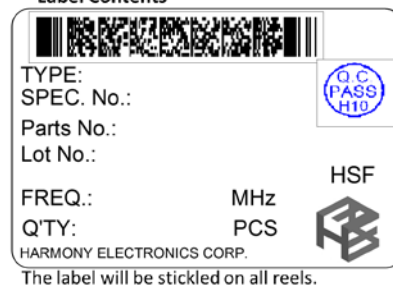 Label Contents
TYPE:
SPEC. No.:
Q.C.
PASS
H10
Parts No.:
Lot No.:
HSF
FREQ.: MHz
Q'TY: PCS
HARMONY ELECTRONICS CORP.
The label will be stickled on all reels.